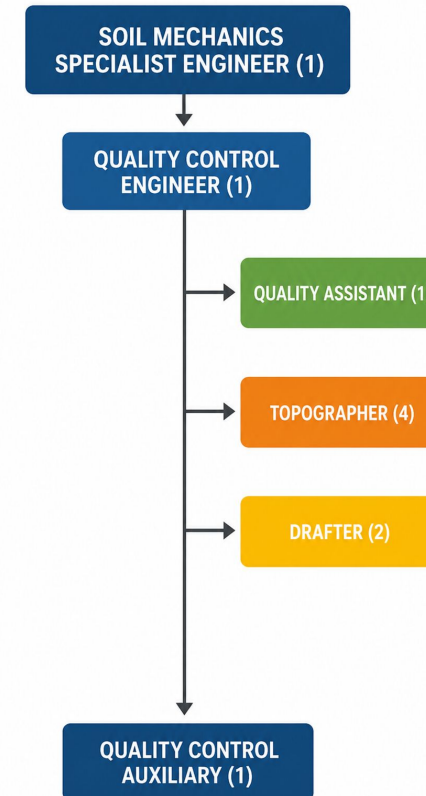 SOIL MECHANICS
SPECIALIST ENGINEER (1)
QUALITY CONTROL
ENGINEER (1)
QUALITY ASSISTANT (1
TOPOGRAPHER (4)
DRAFTER (2)
QUALITY CONTROL
AUXILIARY (1)